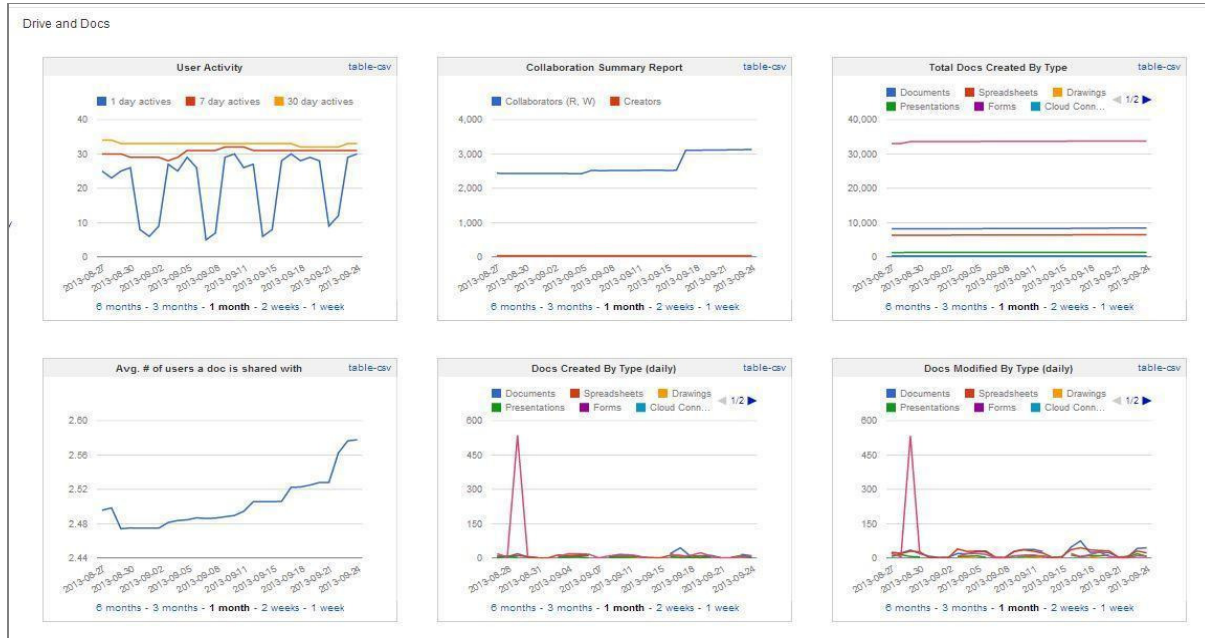 Drive and Docs
User Activity table-csv
1 day actives 7 day actives 30 day actives
40
30
20
10
0
2013-08-27 2013-08-30 2013-09-02 2013-09-05 2013-09-08 2013-09-11 2013-09-15 2013-09-18 2013-09-21 2013-09-24
6 months - 3 months - 1 month - 2 weeks - 1 week
Collaboration Summary Report table-csv
Collaborators (R, W) Creators
4,000
3,000
2,000
1,000
0
2013-08-27 2013-08-30 2013-09-02 2013-09-05 2013-09-08 2013-09-11 2013-09-15 2013-09-18 2013-09-21 2013-09-24
6 months - 3 months - 1 month - 2 weeks - 1 week
Total Docs Created By Type table-csv
Documents Spreadsheets Drawings
Presentations Forms Cloud Conn...
1/2
40,000
30,000
20,000
10,000
0
2013-08-27 2013-08-30 2013-09-02 2013-09-05 2013-09-08 2013-09-11 2013-09-15 2013-09-18 2013-09-21 2013-09-24
6 months - 3 months - 1 month - 2 weeks - 1 week
Avg. # of users a doc is shared with table-csv
2.60
2.56
2.52
2.48
2.44
2013-08-27 2013-08-30 2013-09-02 2013-09-05 2013-09-08 2013-09-11 2013-09-15 2013-09-18 2013-09-21 2013-09-24
6 months - 3 months - 1 month - 2 weeks - 1 week
Docs Created By Type (daily) table-csv
Documents Spreadsheets Drawings
Presentations Forms Cloud Conn...
1/2
600
450
300
150
0
2013-08-28 2013-08-31 2013-09-04 2013-09-07 2013-09-11 2013-09-15 2013-09-18 2013-09-21 2013-09-24
6 months - 3 months - 1 month - 2 weeks - 1 week
Docs Modified By Type (daily) table-csv
Documents Spreadsheets Drawings
Presentations Forms Cloud Conn...
1/2
600
450
300
150
0
2013-08-27 2013-08-30 2013-09-02 2013-09-05 2013-09-08 2013-09-11 2013-09-15 2013-09-18 2013-09-21 2013-09-24
6 months - 3 months - 1 month - 2 weeks - 1 week